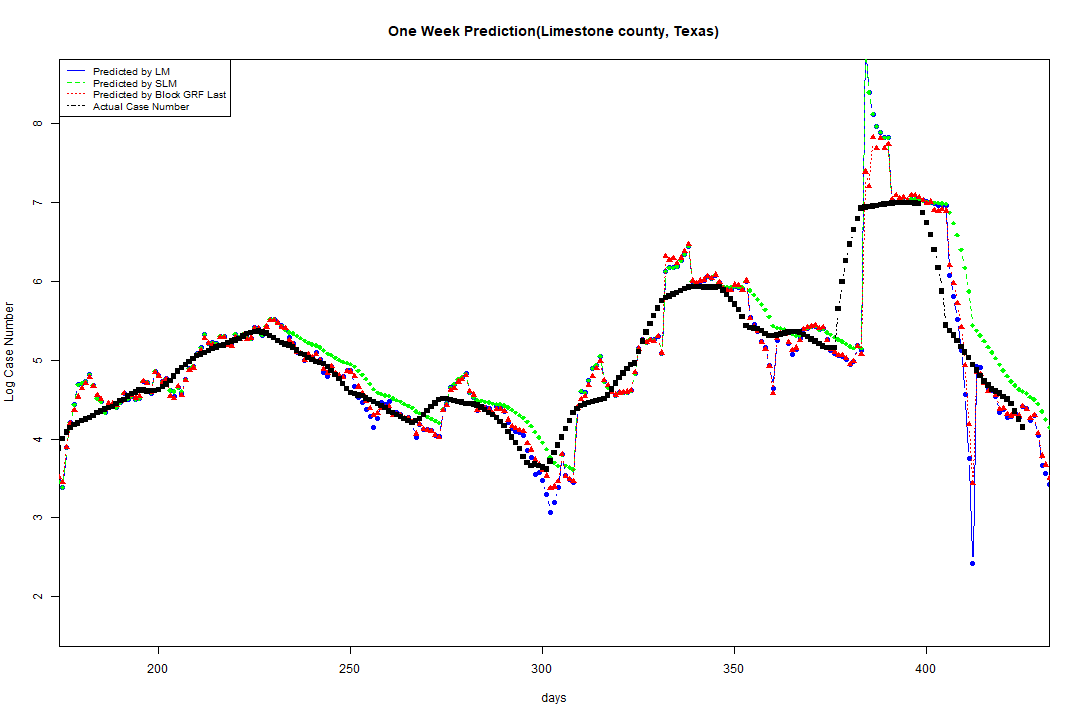 One Week Prediction(Limestone county, Texas)
Predicted by LM
Predicted by SLM
Predicted by Block GRF Last
Actual Case Number
Log Case Number
8
7
6
5
4
3
2
200 250 300 350 400
days